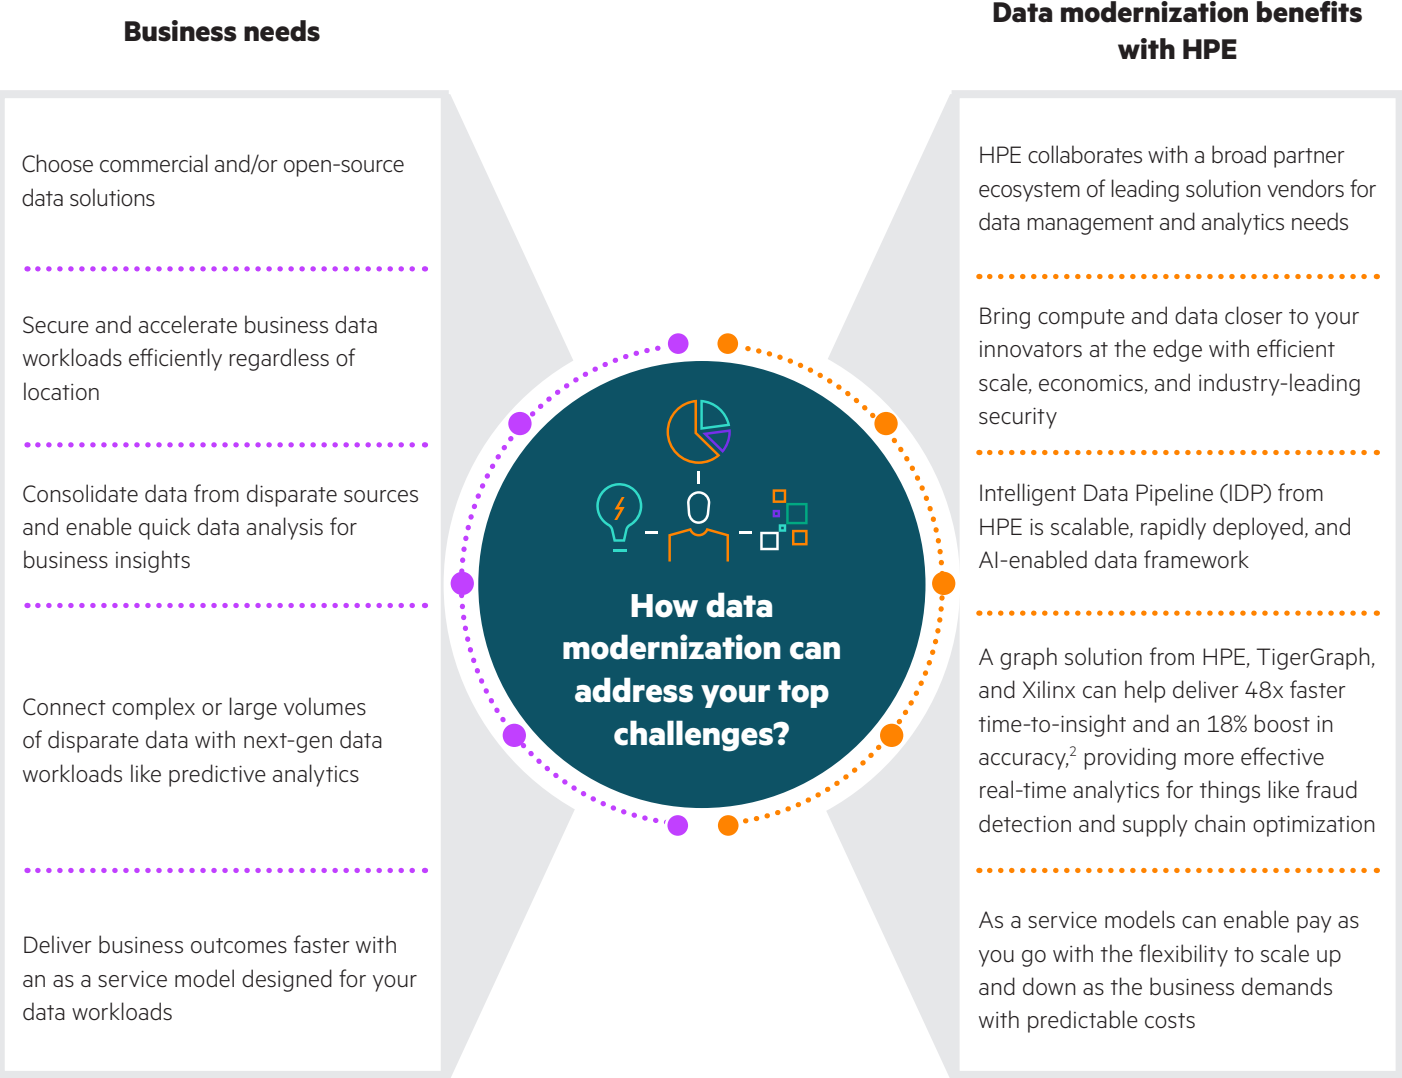 Business needs
Choose commercial and/or open-source
data solutions
Secure and accelerate business data
workloads efficiently regardless of
location
Consolidate data from disparate sources
and enable quick data analysis for
business insights
Connect complex or large volumes
of disparate data with next-gen data
workloads like predictive analytics
Deliver business outcomes faster with
an as a service model designed for your
data workloads
How data
modernization can
address your top
challenges?
Data modernization benefits
with HPE
HPE collaborates with a broad partner
ecosystem of leading solution vendors for
data management and analytics needs
Bring compute and data closer to your
innovators at the edge with efficient
scale, economics, and industry-leading
security
Intelligent Data Pipeline (IDP) from
HPE is scalable, rapidly deployed, and
AI-enabled data framework
A graph solution from HPE, TigerGraph,
and Xilinx can help deliver 48x faster
time-to-insight and an 18% boost in
accuracy,² providing more effective
real-time analytics for things like fraud
detection and supply chain optimization
As a service models can enable pay as
you go with the flexibility to scale up
and down as the business demands
with predictable costs